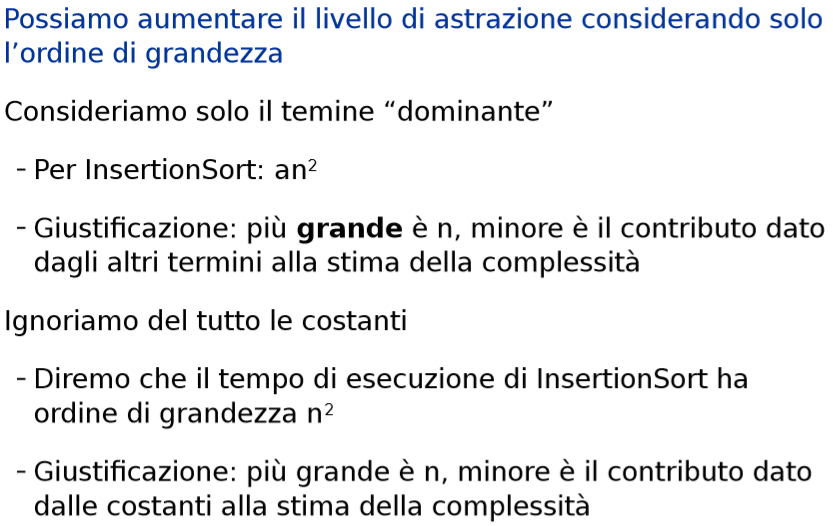 Possiamo aumentare il livello di astrazione considerando solo
l’ordine di grandezza
Consideriamo solo il temine “dominante”
- Per InsertionSort: an²
- Giustificazione: più grande è n, minore è il contributo dato
dagli altri termini alla stima della complessità
Ignoriamo del tutto le costanti
- Diremo che il tempo di esecuzione di InsertionSort ha
ordine di grandezza n²
- Giustificazione: più grande è n, minore è il contributo dato
dalle costanti alla stima della complessità